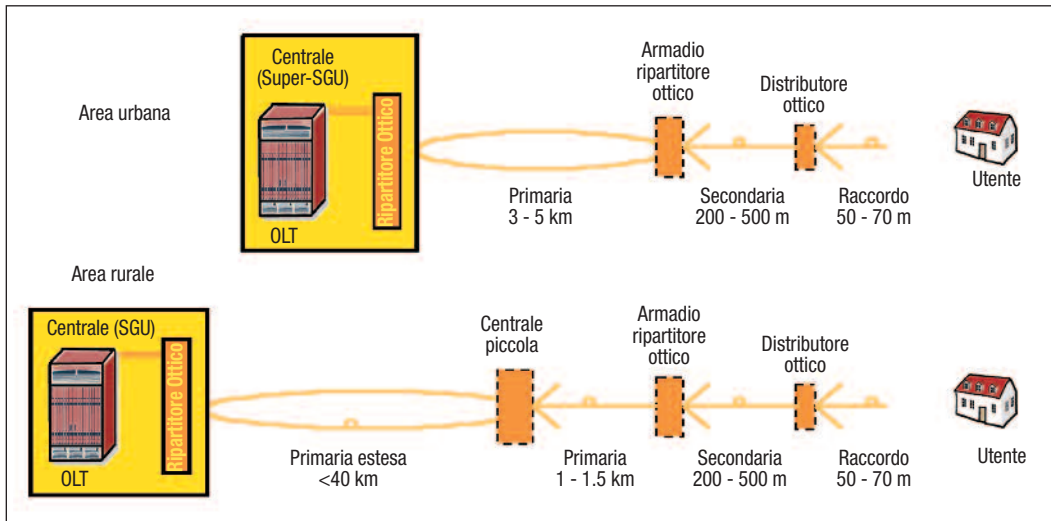 Area urbana
Centrale
(Super-SGU)
Ripartitore Ottico
OLT
Primaria
3 - 5 km
Armadio
ripartitore
ottico
Secondaria
200 - 500 m
Distributore
ottico
Raccordo
50 - 70 m
Utente
Area rurale
Centrale (SGU)
Ripartitore Ottico
OLT
Primaria estesa
<40 km
Centrale
piccola
Primaria
1 - 1.5 km
Armadio
ripartitore
ottico
Secondaria
200 - 500 m
Distributore
ottico
Raccordo
50 - 70 m
Utente